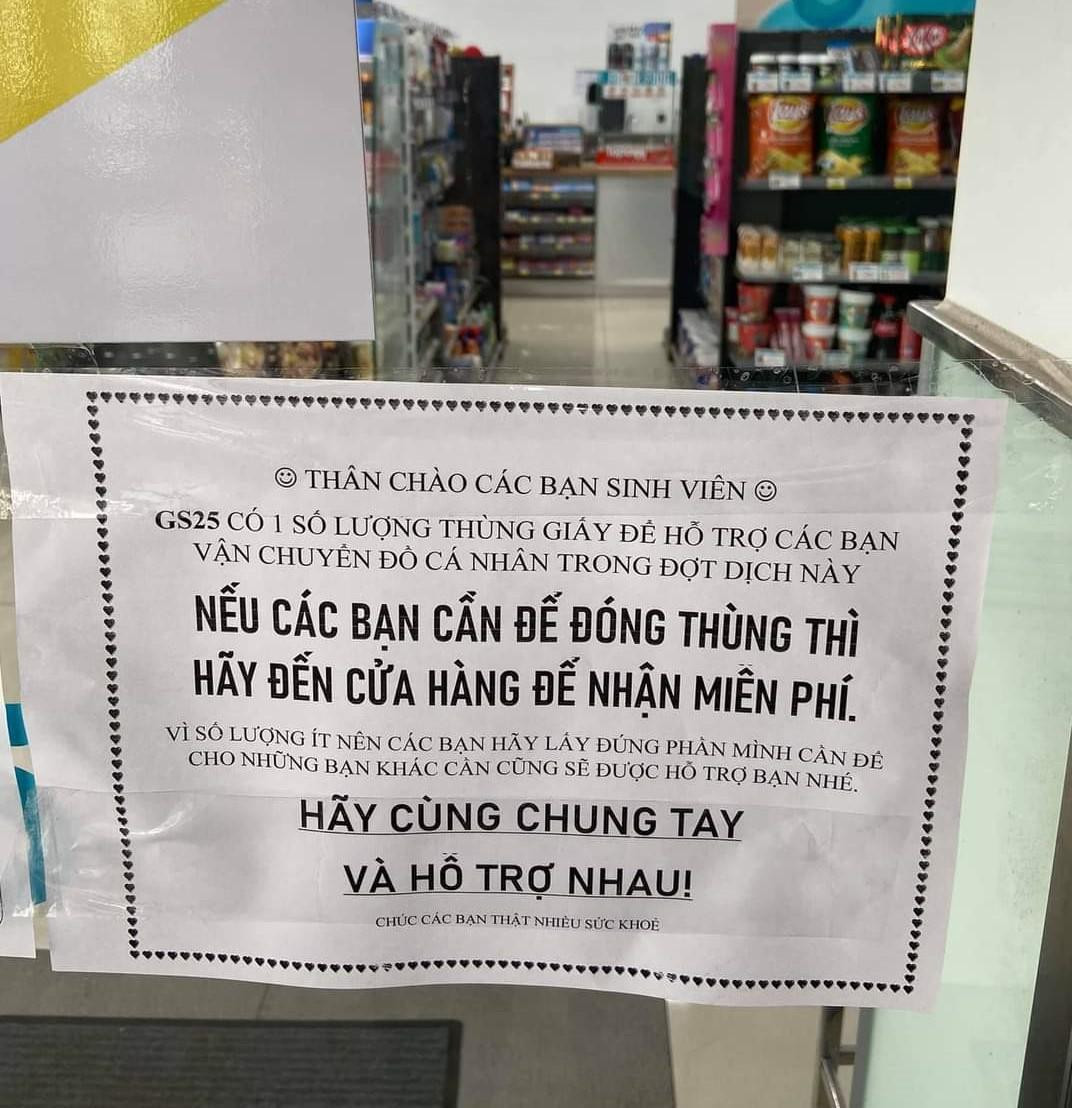 KitKat
Lay's
Lay's
Lay's
☺ THÂN CHÀO CÁC BẠN SINH VIÊN ☺
GS25 CÓ 1 SỐ LƯỢNG THÙNG GIẤY ĐỂ HỖ TRỢ CÁC BẠN
VẬN CHUYỂN ĐỒ CÁ NHÂN TRONG ĐỢT DỊCH NÀY
NẾU CÁC BẠN CẦN ĐỂ ĐÓNG THÙNG THÌ
HÃY ĐẾN CỬA HÀNG ĐỂ NHẬN MIỄN PHÍ.
VÌ SỐ LƯỢNG ÍT NÊN CÁC BẠN HÃY LẤY ĐÚNG PHẦN MÌNH CẦN ĐỂ
CHO NHỮNG BẠN KHÁC CẦN CŨNG SẼ ĐƯỢC HỖ TRỢ BẠN NHÉ.
HÃY CÙNG CHUNG TAY
VÀ HỖ TRỢ NHAU!
CHÚC CÁC BẠN THẬT NHIỀU SỨC KHOẺ